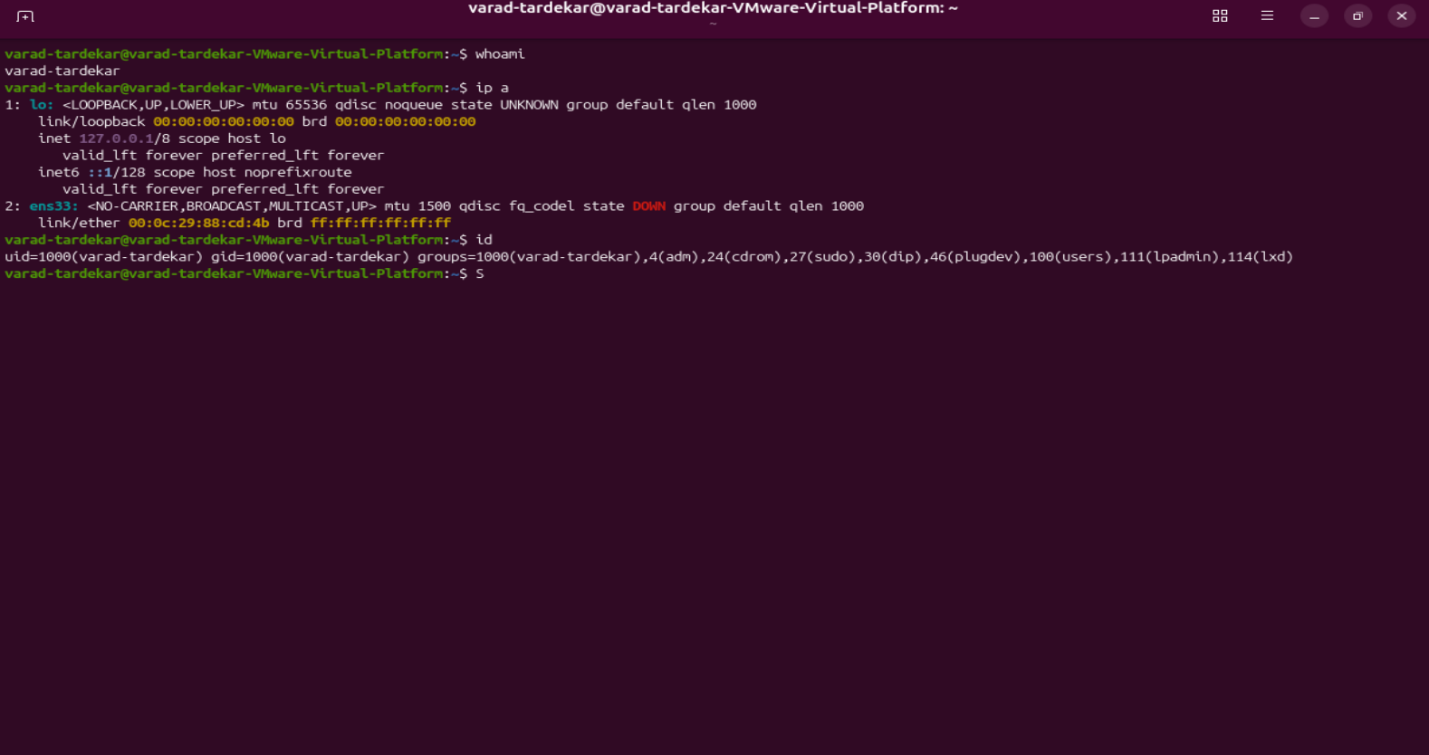 varad-tardekar@varad-tardekar-VMware-Virtual-Platform: ~
~
varad-tardekar@varad-tardekar-VMware-Virtual-Platform:~$ whoami
varad-tardekar
varad-tardekar@varad-tardekar-VMware-Virtual-Platform:~$ ip a
1: lo: <LOOPBACK,UP,LOWER_UP> mtu 65536 qdisc noqueue state UNKNOWN group default qlen 1000
    link/loopback 00:00:00:00:00:00 brd 00:00:00:00:00:00
    inet 127.0.0.1/8 scope host lo
       valid_lft forever preferred_lft forever
    inet6 ::1/128 scope host noprefixroute
       valid_lft forever preferred_lft forever
2: ens33: <NO-CARRIER,BROADCAST,MULTICAST,UP> mtu 1500 qdisc fq_codel state DOWN group default qlen 1000
    link/ether 00:0c:29:88:cd:4b brd ff:ff:ff:ff:ff:ff
varad-tardekar@varad-tardekar-VMware-Virtual-Platform:~$ id
uid=1000(varad-tardekar) gid=1000(varad-tardekar) groups=1000(varad-tardekar),4(adm),24(cdrom),27(sudo),30(dip),46(plugdev),100(users),111(lpadmin),114(lxd)
varad-tardekar@varad-tardekar-VMware-Virtual-Platform:~$ S